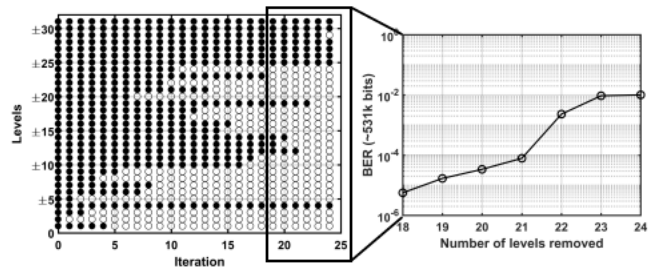 ±30
±25
±20
±15
±10
±5
0
0 5 10 15 20 25
Levels
Iteration
10⁰
10⁻²
10⁻⁴
10⁻⁶
18 19 20 21 22 23 24
BER (~531k bits)
Number of levels removed